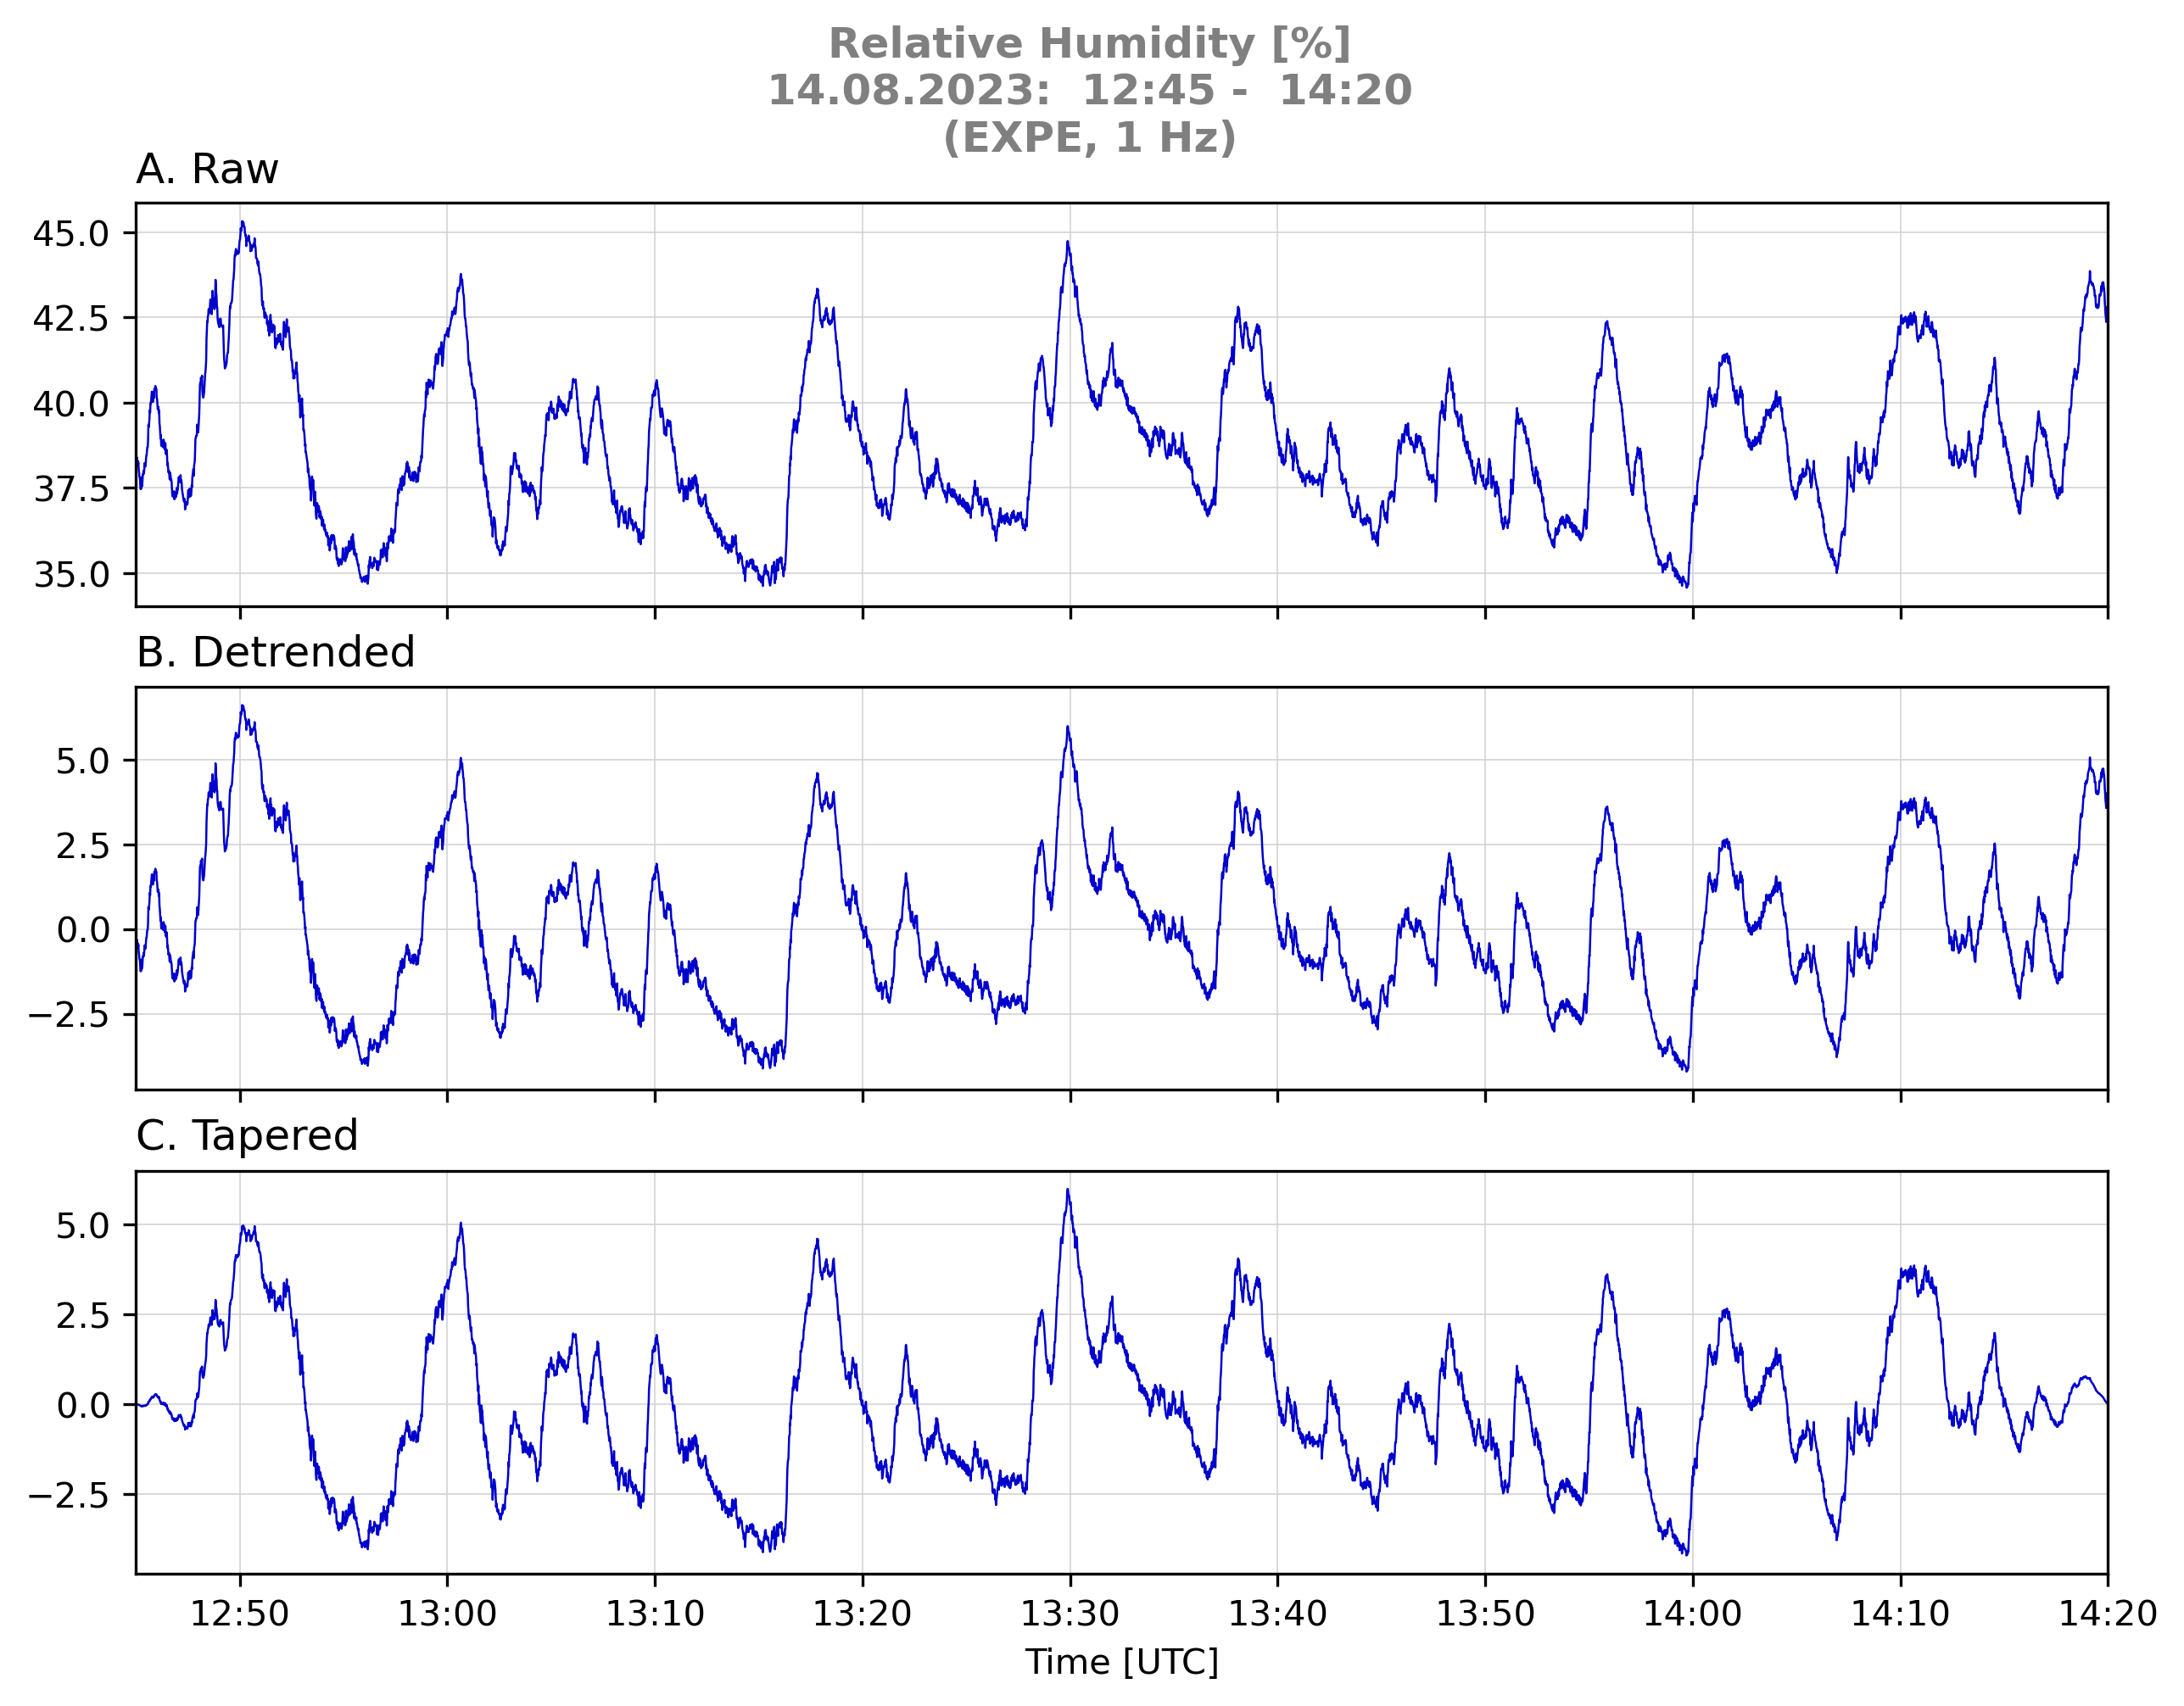 Relative Humidity [%]
14.08.2023:  12:45 -  14:20
(EXPE, 1 Hz)
A. Raw
45.0
42.5
40.0
37.5
35.0
B. Detrended
5.0
2.5
0.0
−2.5
C. Tapered
5.0
2.5
0.0
−2.5
12:50 13:00 13:10 13:20 13:30 13:40 13:50 14:00 14:10 14:20
Time [UTC]